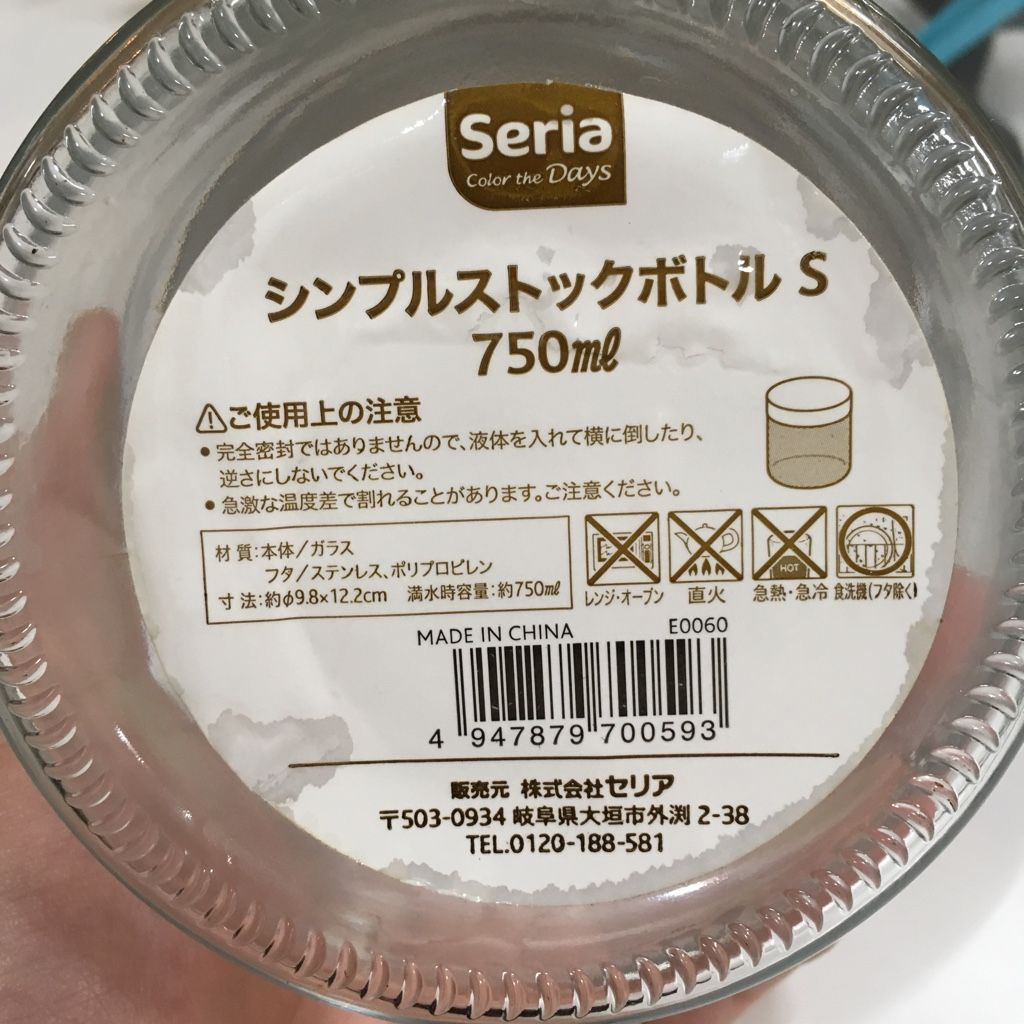 Seria
Color the Days
シンプルストックボトル S
750㎖
⚠ご使用上の注意
●完全密封ではありませんので、液体を入れて横に倒したり、
逆さにしないでください。
●急激な温度差で割れることがあります。ご注意ください。
材 質:本体/ガラス
フタ/ステンレス、ポリプロピレン
寸 法:約φ9.8×12.2cm 満水時容量:約750㎖
HOT
レンジ・オーブン 直火 急熱・急冷 食洗機(フタ除く)
MADE IN CHINA E0060
4 947879 700593
販売元 株式会社セリア
〒503-0934 岐阜県大垣市外渕 2-38
TEL.0120-188-581